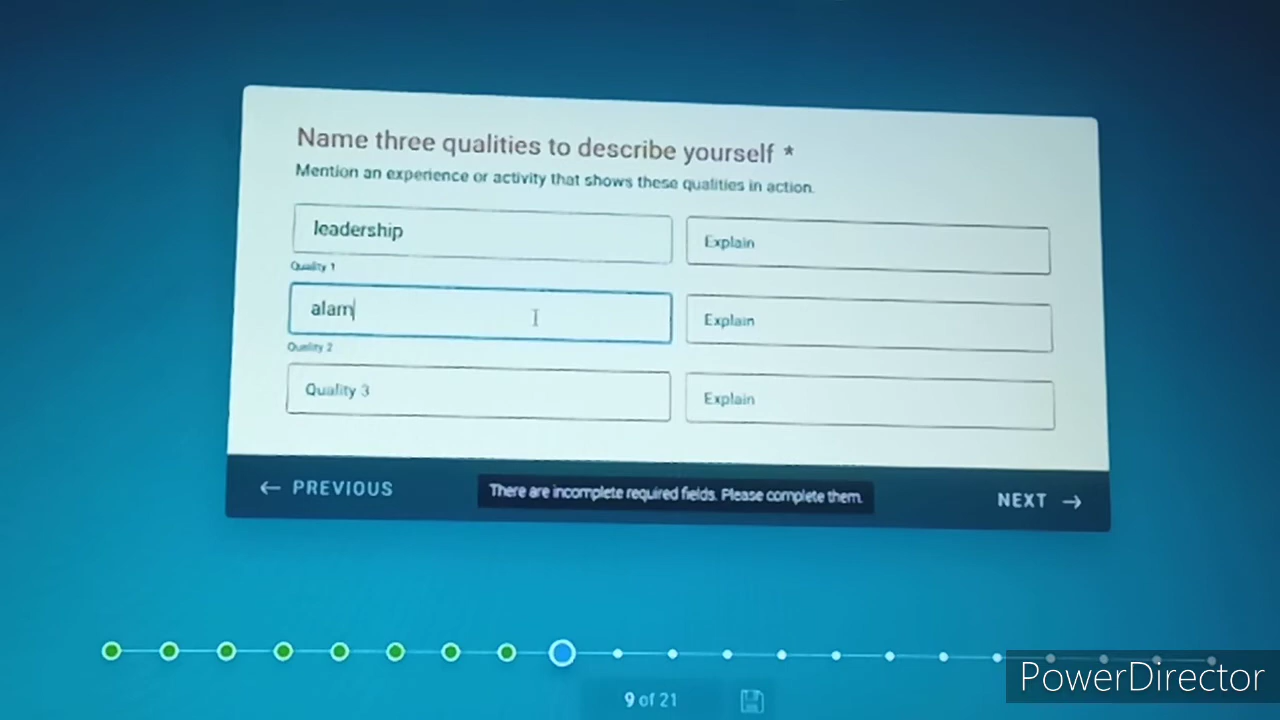 Name three qualities to describe yourself *
Mention an experience or activity that shows these qualities in action.
leadership
Explain
Quality 1
alam
Explain
Quality 2
Quality 3
Explain
← PREVIOUS
There are incomplete required fields. Please complete them.
NEXT →
9 of 21
PowerDirector